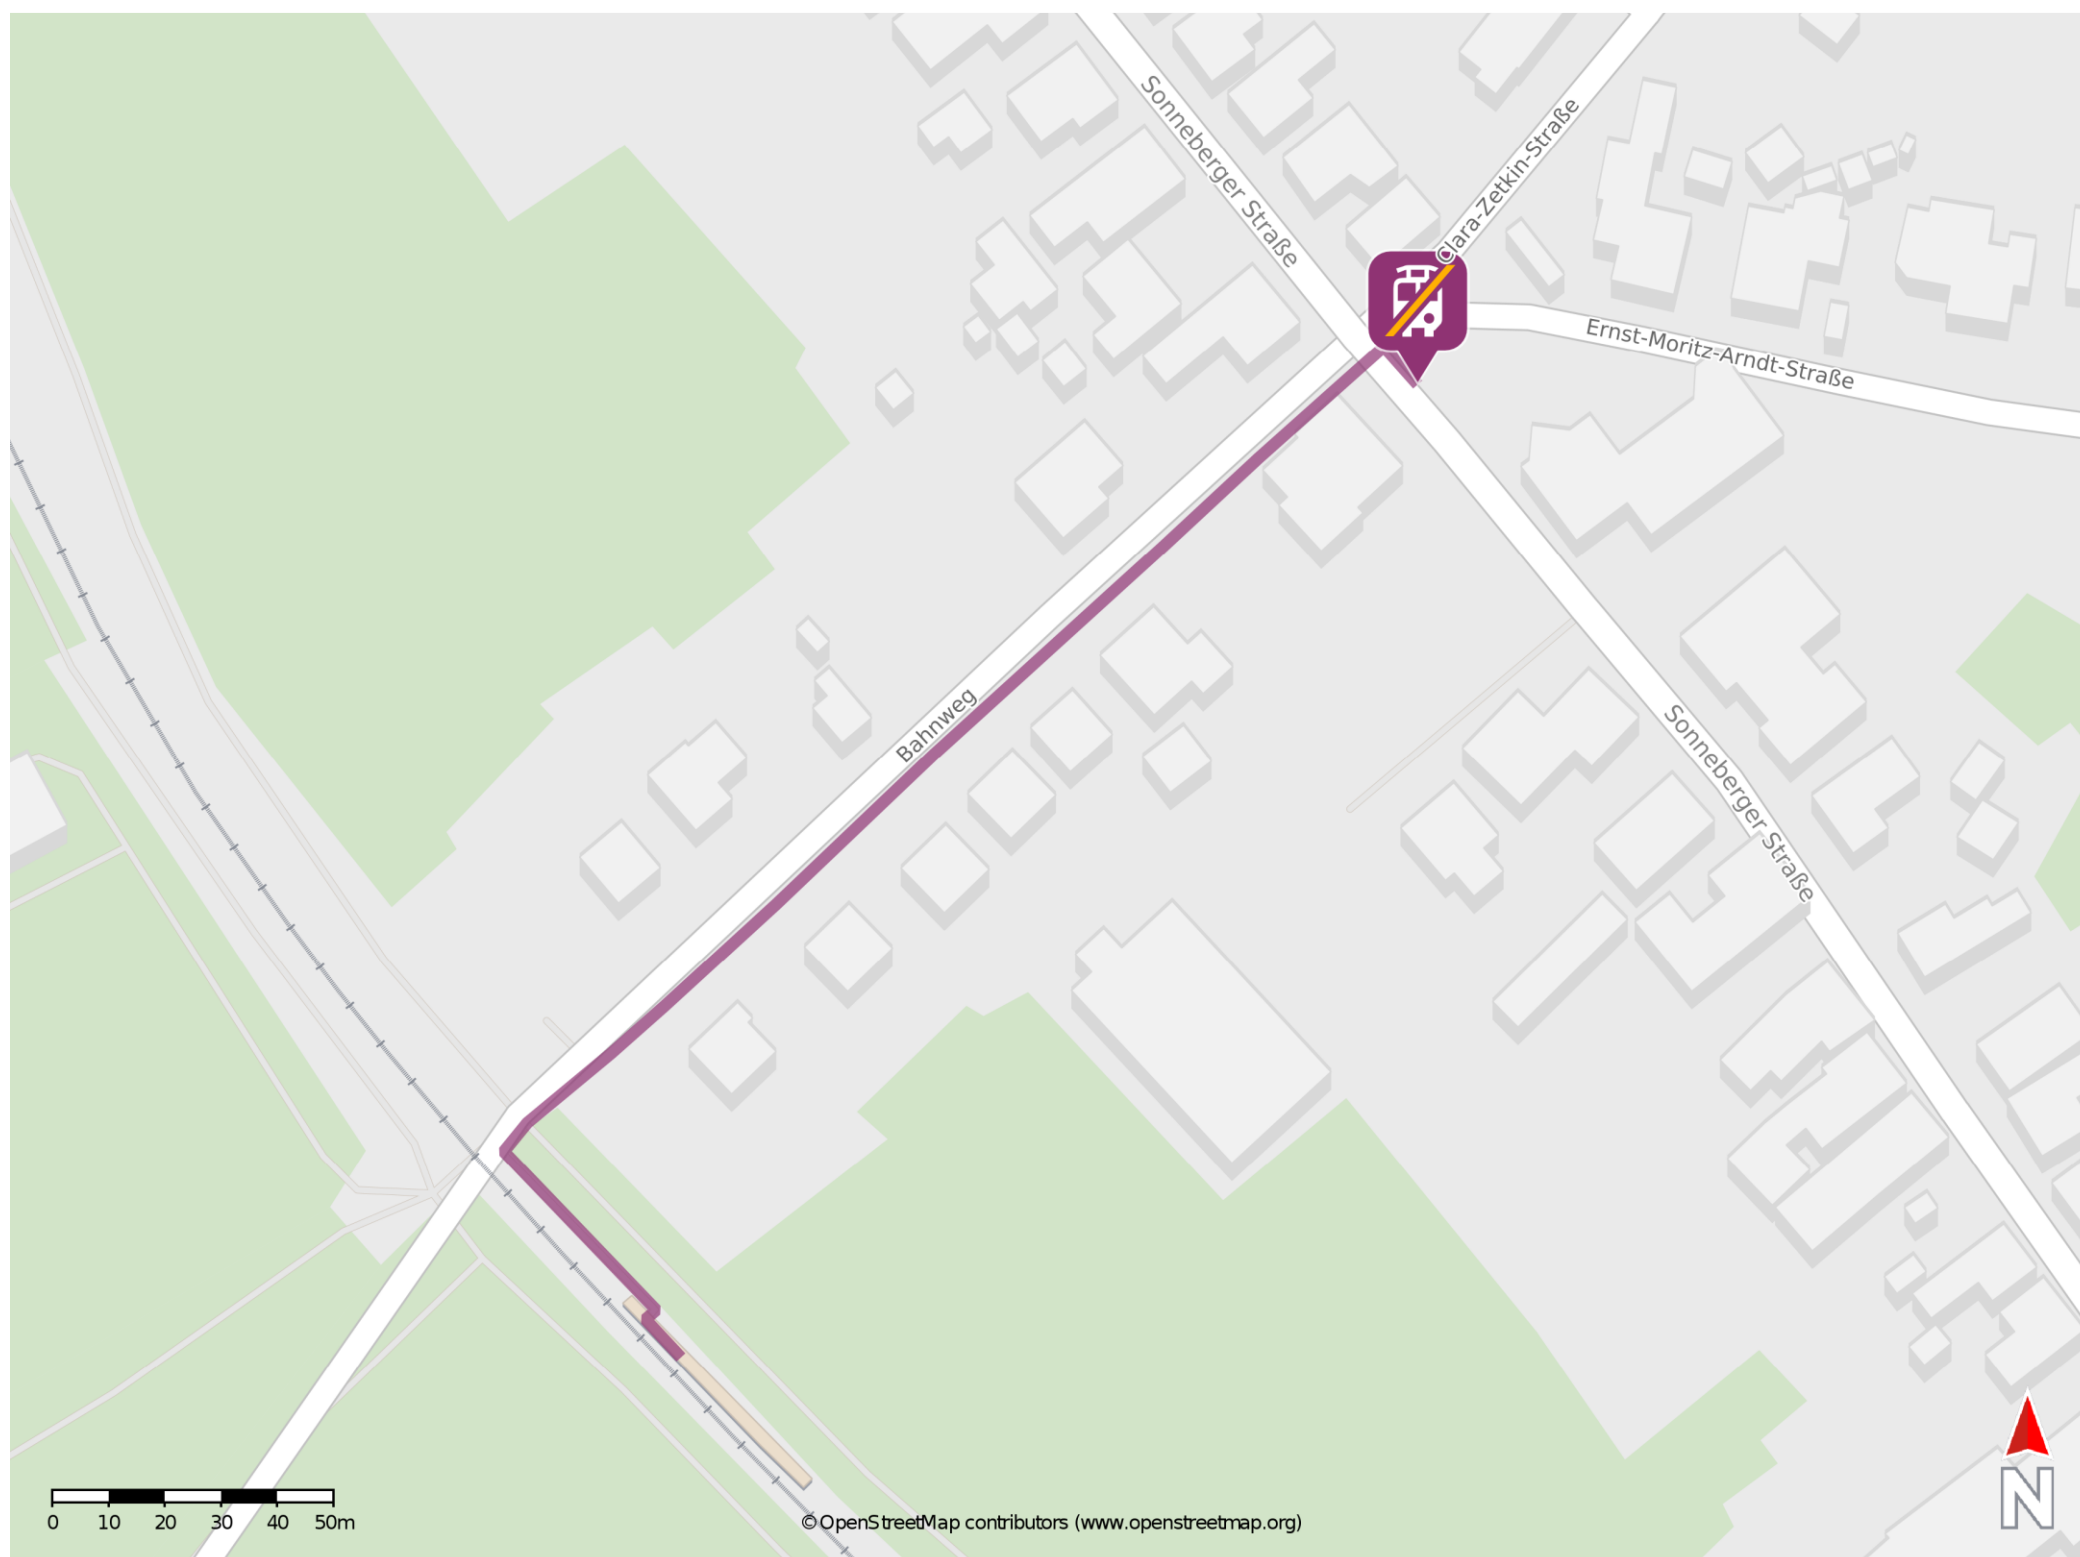 Sonneberger Straße
Clara-Zetkin-Straße
Ernst-Moritz-Arndt-Straße
Bahnweg
Sonneberger Straße
N
0 10 20 30 40 50m
© OpenStreetMap contributors (www.openstreetmap.org)